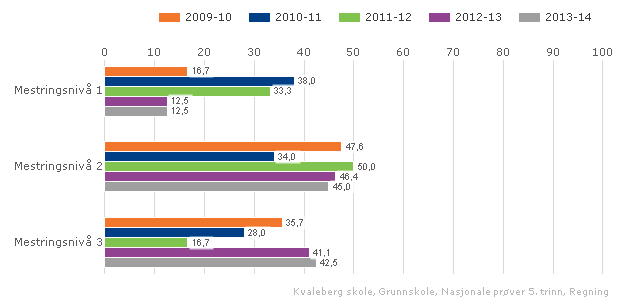 2009-10 2010-11 2011-12 2012-13 2013-14
0 10 20 30 40 50 60 70 80 90 100
Mestringsnivå 1
16,7
38,0
33,3
12,5
12,5
Mestringsnivå 2
47,6
34,0
50,0
46,4
45,0
Mestringsnivå 3
35,7
28,0
16,7
41,1
42,5
Kvaleberg skole, Grunnskole, Nasjonale prøver 5. trinn, Regning